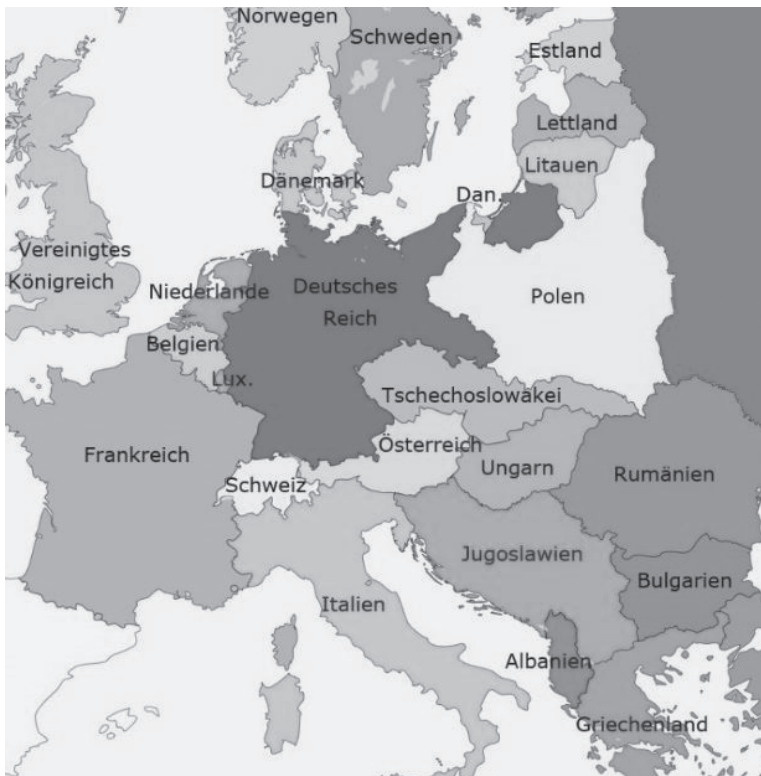 Norwegen
Schweden
Estland
Lettland
Litauen
Dänemark
Dan.
Vereinigtes
Königreich
Niederlande
Deutsches
Reich
Polen
Belgien
Lux.
Tschechoslowakei
Frankreich
Österreich
Ungarn
Rumänien
Schweiz
Jugoslawien
Bulgarien
Italien
Albanien
Griechenland